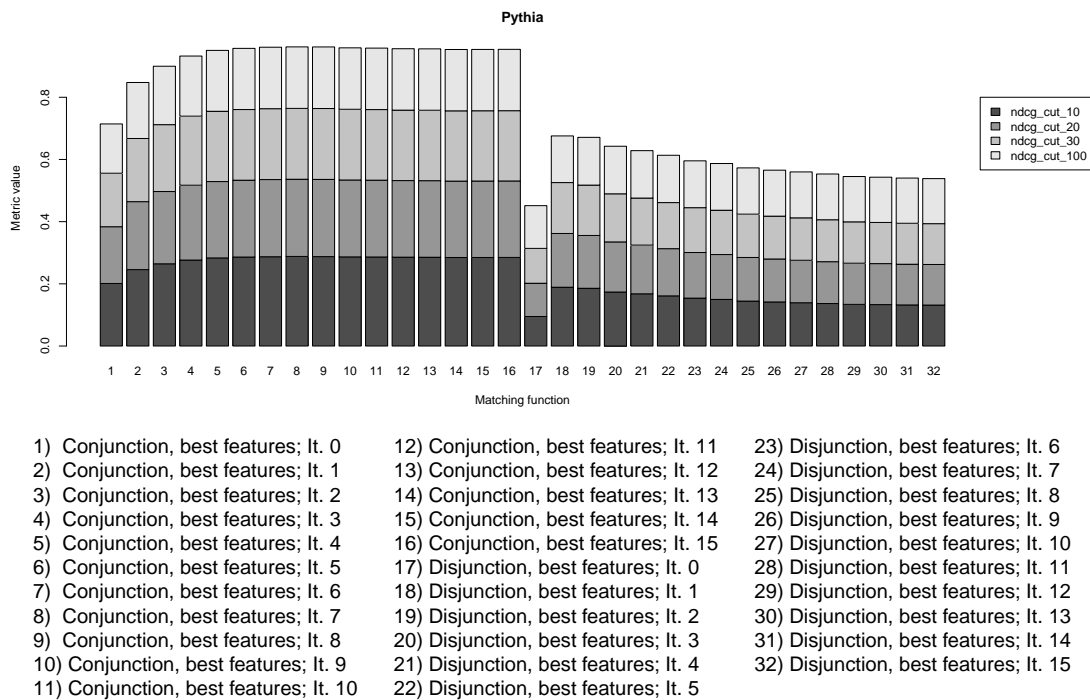 Pythia
0.8
0.6
0.4
0.2
0.0
Metric value
ndcg_cut_10
ndcg_cut_20
ndcg_cut_30
ndcg_cut_100
1 2 3 4 5 6 7 8 9 10 11 12 13 14 15 16 17 18 19 20 21 22 23 24 25 26 27 28 29 30 31 32
Matching function
1) Conjunction, best features; It. 0
2) Conjunction, best features; It. 1
3) Conjunction, best features; It. 2
4) Conjunction, best features; It. 3
5) Conjunction, best features; It. 4
6) Conjunction, best features; It. 5
7) Conjunction, best features; It. 6
8) Conjunction, best features; It. 7
9) Conjunction, best features; It. 8
10) Conjunction, best features; It. 9
11) Conjunction, best features; It. 10
12) Conjunction, best features; It. 11
13) Conjunction, best features; It. 12
14) Conjunction, best features; It. 13
15) Conjunction, best features; It. 14
16) Conjunction, best features; It. 15
17) Disjunction, best features; It. 0
18) Disjunction, best features; It. 1
19) Disjunction, best features; It. 2
20) Disjunction, best features; It. 3
21) Disjunction, best features; It. 4
22) Disjunction, best features; It. 5
23) Disjunction, best features; It. 6
24) Disjunction, best features; It. 7
25) Disjunction, best features; It. 8
26) Disjunction, best features; It. 9
27) Disjunction, best features; It. 10
28) Disjunction, best features; It. 11
29) Disjunction, best features; It. 12
30) Disjunction, best features; It. 13
31) Disjunction, best features; It. 14
32) Disjunction, best features; It. 15